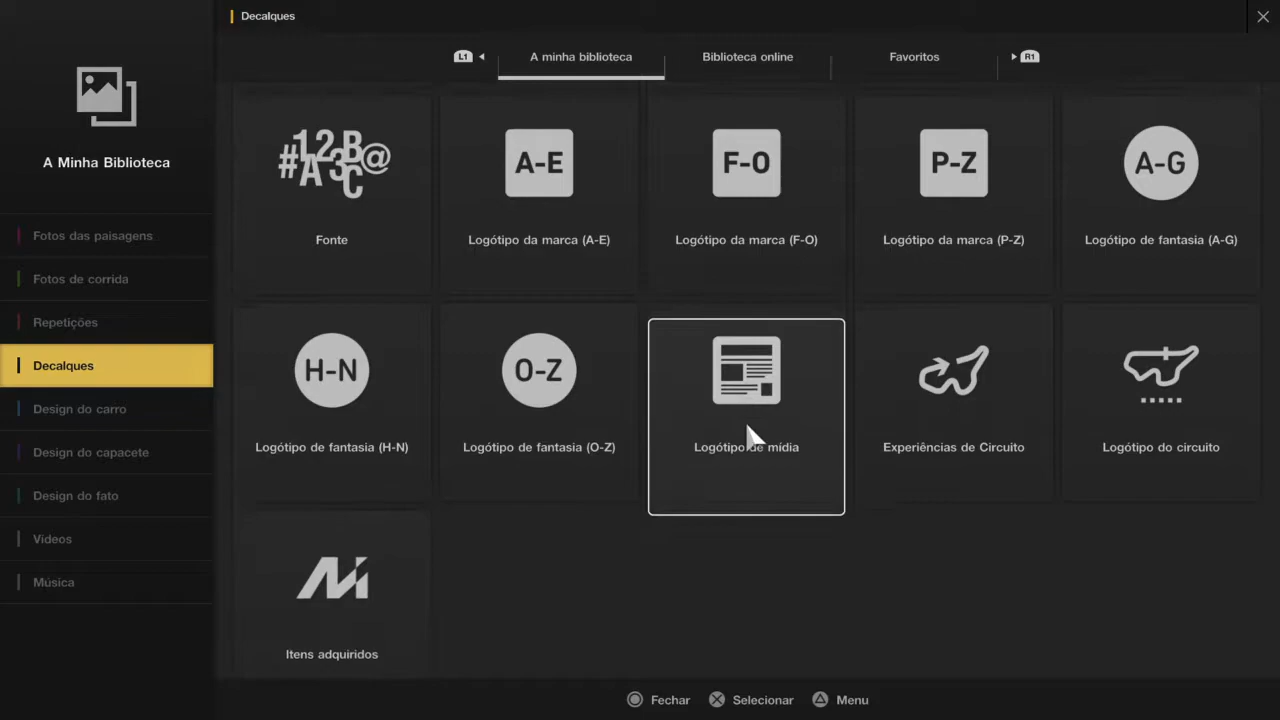 Decalques
L1 A minha biblioteca Biblioteca online Favoritos R1
A Minha Biblioteca
Fotos das paisagens
Fotos de corrida
Repetições
Decalques
Design do carro
Design do capacete
Design do fato
Videos
Música
#123BA3C@ A-E F-O P-Z A-G
Fonte Logótipo da marca (A-E) Logótipo da marca (F-O) Logótipo da marca (P-Z) Logótipo de fantasia (A-G)
H-N O-Z
Logótipo de fantasia (H-N) Logótipo de fantasia (O-Z) Logótipo de mídia Experiências de Circuito Logótipo do circuito
Itens adquiridos
Fechar Selecionar Menu